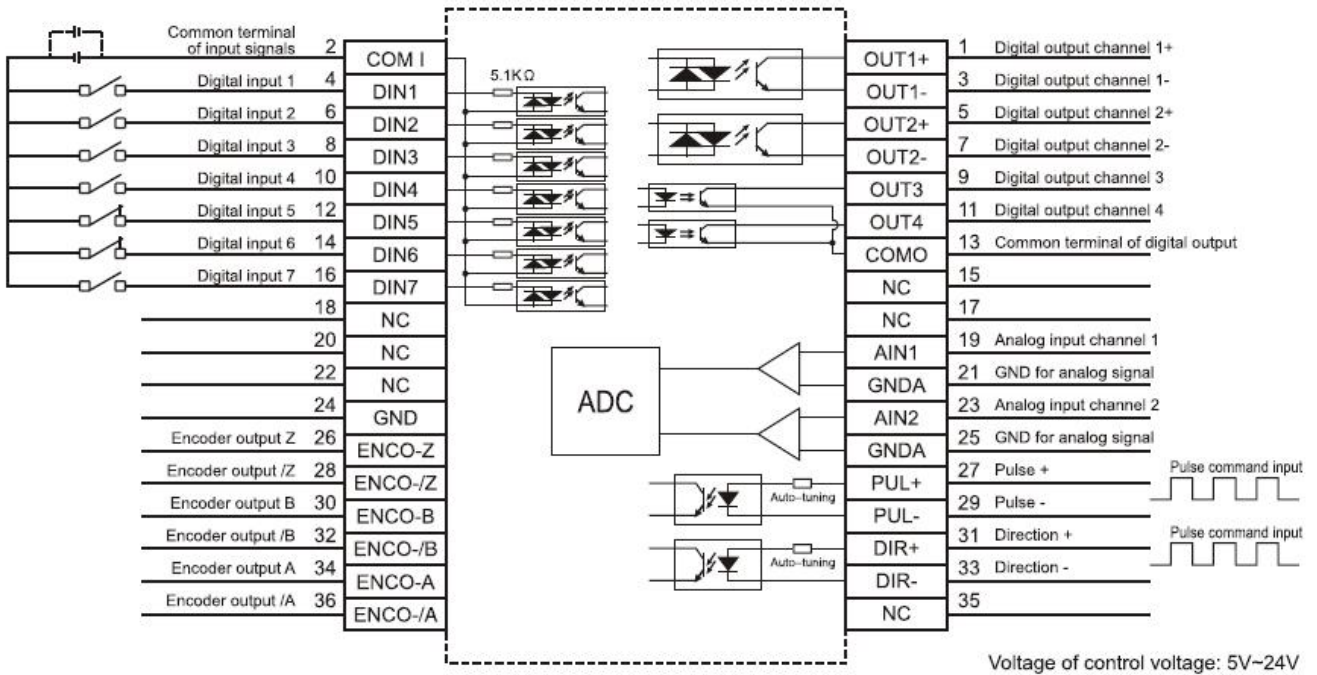 Common terminal
of input signals 2 COM I OUT1+ 1 Digital output channel 1+
5.1KΩ
Digital input 1 4 DIN1 OUT1- 3 Digital output channel 1-
Digital input 2 6 DIN2 OUT2+ 5 Digital output channel 2+
Digital input 3 8 DIN3 OUT2- 7 Digital output channel 2-
Digital input 4 10 DIN4 OUT3 9 Digital output channel 3
Digital input 5 12 DIN5 OUT4 11 Digital output channel 4
Digital input 6 14 DIN6 COMO 13 Common terminal of digital output
Digital input 7 16 DIN7 NC 15
18 NC NC 17
20 NC AIN1 19 Analog input channel 1
22 NC GNDA 21 GND for analog signal
ADC
24 GND AIN2 23 Analog input channel 2
Encoder output Z 26 ENCO-Z GNDA 25 GND for analog signal
Encoder output /Z 28 ENCO-/Z PUL+ 27 Pulse + Pulse command input
Auto-tuning
Encoder output B 30 ENCO-B PUL- 29 Pulse -
Encoder output /B 32 ENCO-/B DIR+ 31 Direction + Pulse command input
Auto-tuning
Encoder output A 34 ENCO-A DIR- 33 Direction -
Encoder output /A 36 ENCO-/A NC 35
Voltage of control voltage: 5V~24V